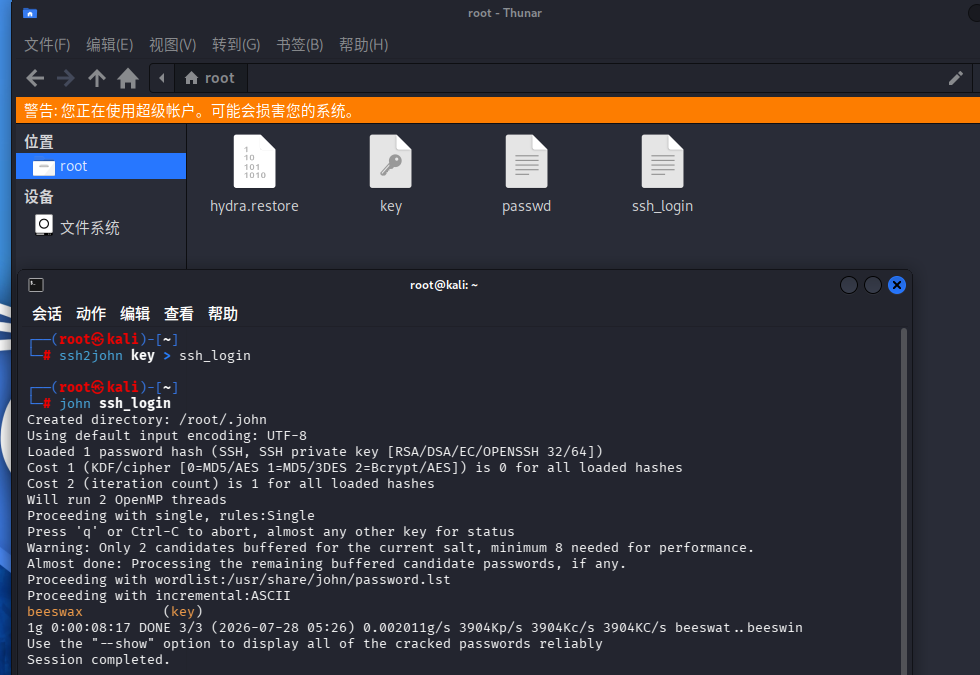 root - Thunar
文件(F) 编辑(E) 视图(V) 转到(G) 书签(B) 帮助(H)
root
警告: 您正在使用超级帐户。可能会损害您的系统。
位置
root
设备
文件系统
1
10
101
1010
hydra.restore key passwd ssh_login
root@kali: ~
会话 动作 编辑 查看 帮助
┌──(root㉿kali)-[~]
└─# ssh2john key > ssh_login
┌──(root㉿kali)-[~]
└─# john ssh_login
Created directory: /root/.john
Using default input encoding: UTF-8
Loaded 1 password hash (SSH, SSH private key [RSA/DSA/EC/OPENSSH 32/64])
Cost 1 (KDF/cipher [0=MD5/AES 1=MD5/3DES 2=Bcrypt/AES]) is 0 for all loaded hashes
Cost 2 (iteration count) is 1 for all loaded hashes
Will run 2 OpenMP threads
Proceeding with single, rules:Single
Press 'q' or Ctrl-C to abort, almost any other key for status
Warning: Only 2 candidates buffered for the current salt, minimum 8 needed for performance.
Almost done: Processing the remaining buffered candidate passwords, if any.
Proceeding with wordlist:/usr/share/john/password.lst
Proceeding with incremental:ASCII
beeswax          (key)
1g 0:00:08:17 DONE 3/3 (2026-07-28 05:26) 0.002011g/s 3904Kp/s 3904Kc/s 3904KC/s beeswat..beeswin
Use the "--show" option to display all of the cracked passwords reliably
Session completed.